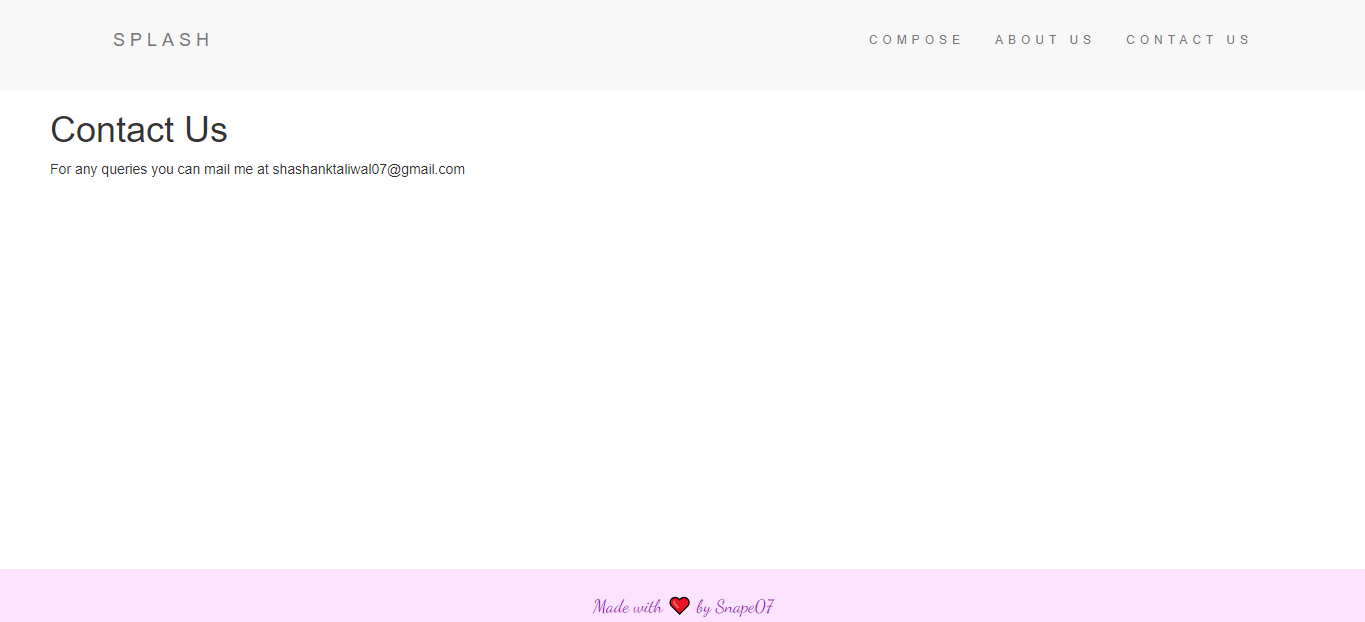 SPLASH
COMPOSE ABOUT US CONTACT US
Contact Us
For any queries you can mail me at shashanktaliwal07@gmail.com
Made with ❤️ by Snape07